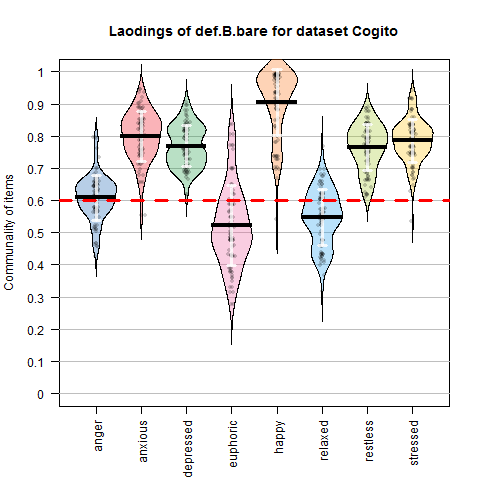 Laodings of def.B.bare for dataset Cogito
Communality of items
1
0.9
0.8
0.7
0.6
0.5
0.4
0.3
0.2
0.1
0
anger
anxious
depressed
euphoric
happy
relaxed
restless
stressed